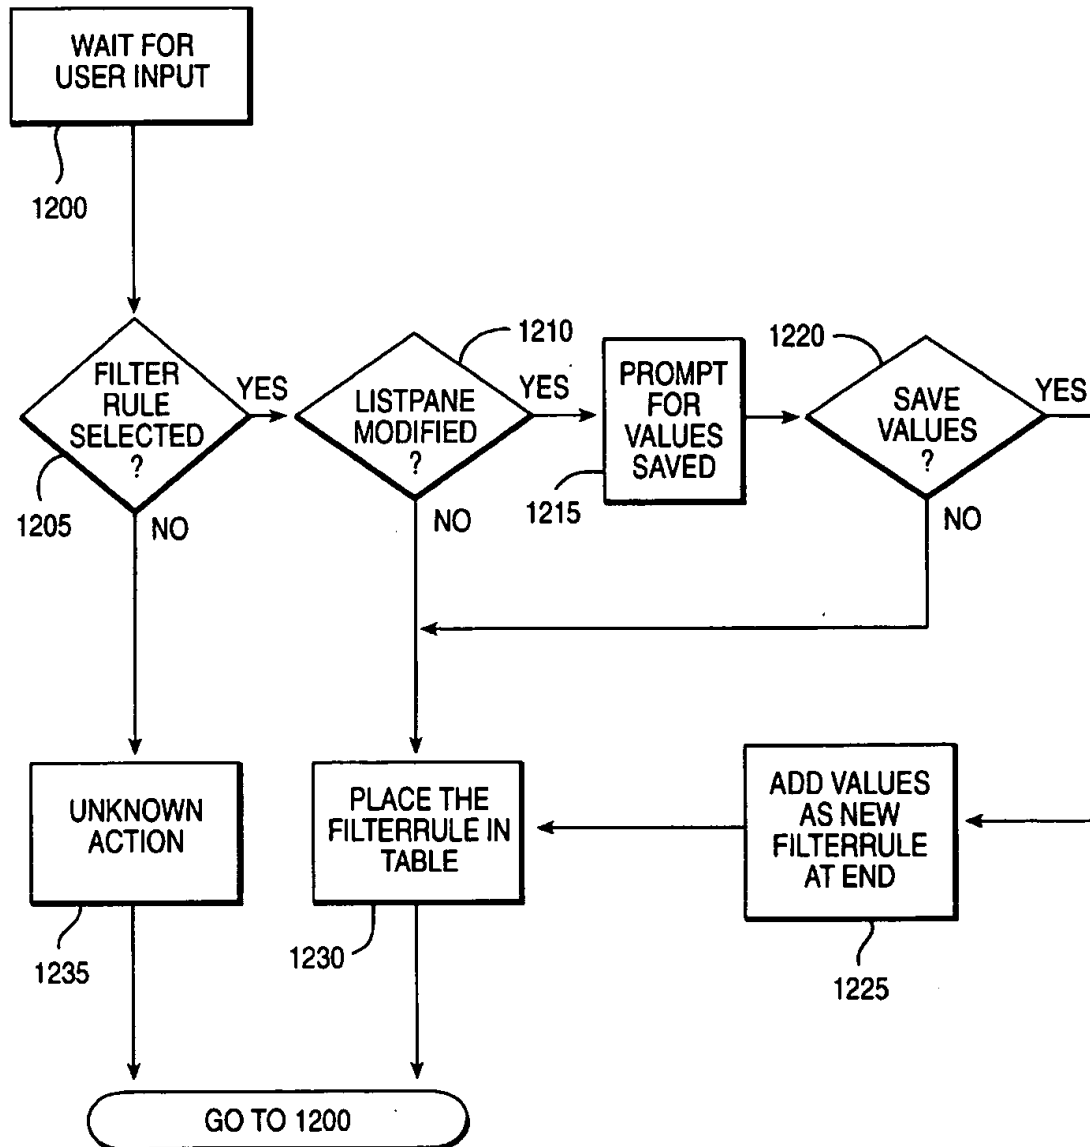 WAIT FOR
USER INPUT
1200
FILTER
RULE
SELECTED
?
YES
1205
NO
1210
LISTPANE
MODIFIED
?
YES
NO
PROMPT
FOR
VALUES
SAVED
1215
1220
SAVE
VALUES
?
YES
NO
UNKNOWN
ACTION
1235
PLACE THE
FILTERRULE IN
TABLE
1230
ADD VALUES
AS NEW
FILTERRULE
AT END
1225
GO TO 1200